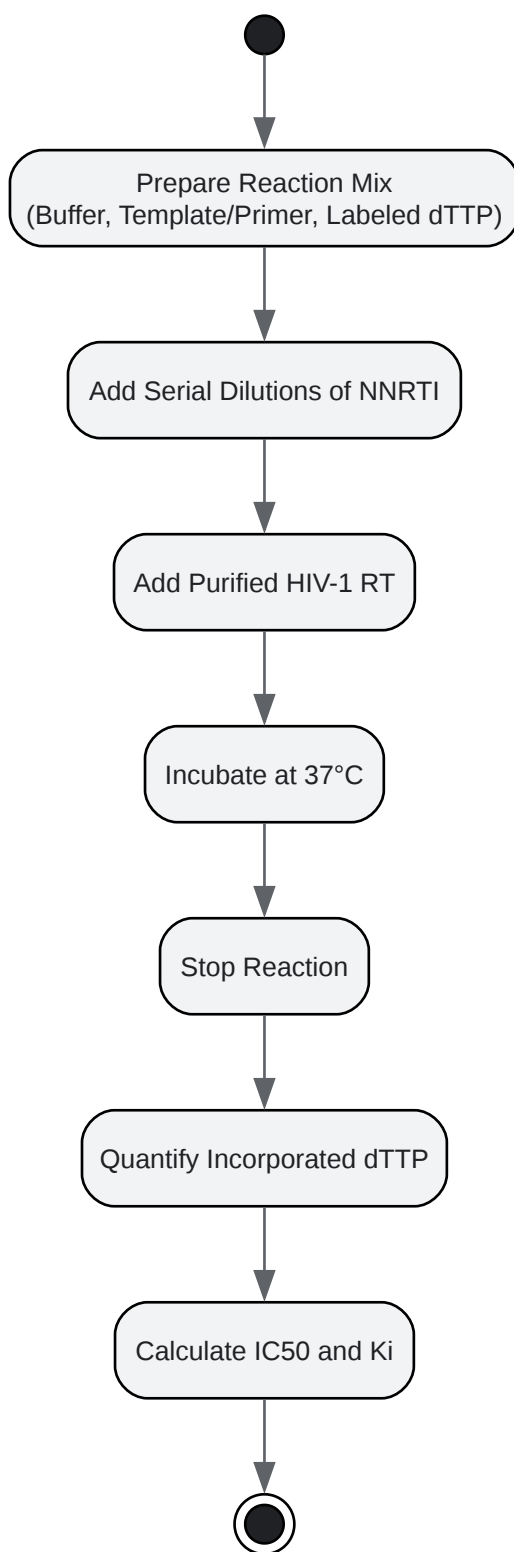 Prepare Reaction Mix
(Buffer, Template/Primer, Labeled dTTP)
Add Serial Dilutions of NNRTI
Add Purified HIV-1 RT
Incubate at 37°C
Stop Reaction
Quantify Incorporated dTTP
Calculate IC50 and Ki